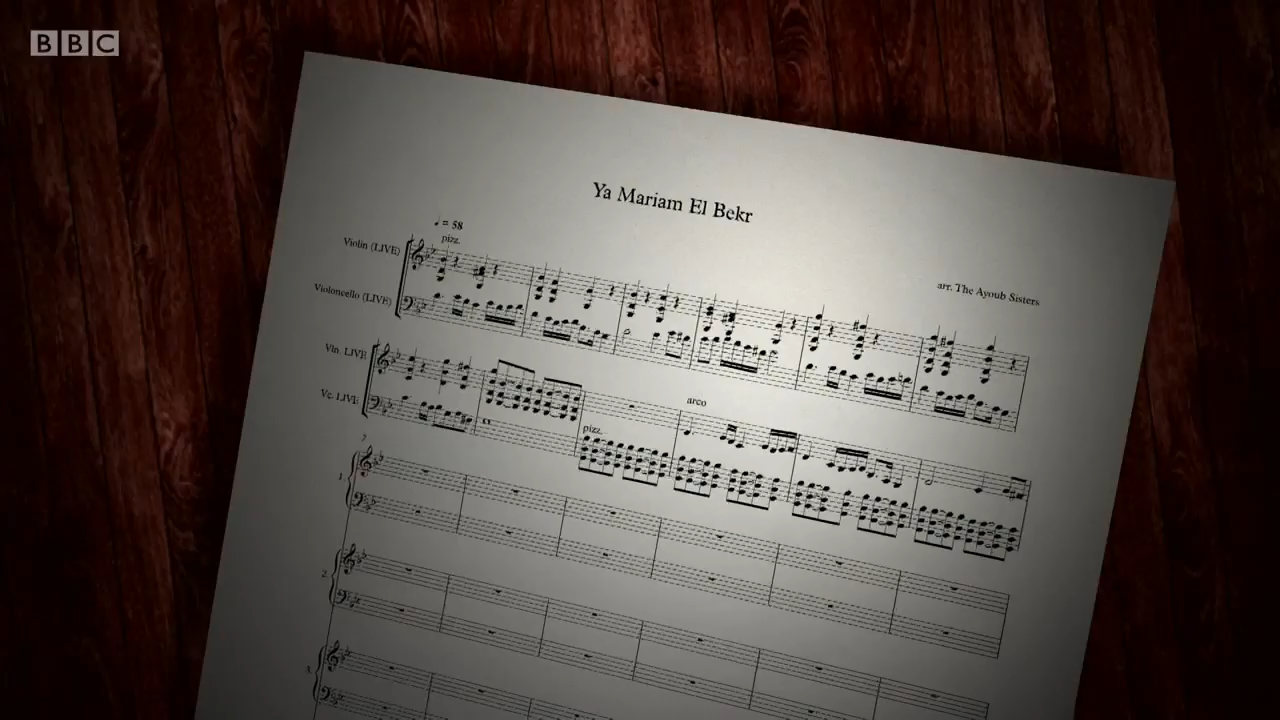 BBC
Ya Mariam El Bekr
♩ = 58
pizz.
Violin (LIVE)
arr. The Ayoub Sisters
Violoncello (LIVE)
Vln. LIVE
Vc. LIVE
arco
pizz.
7
1.
2.